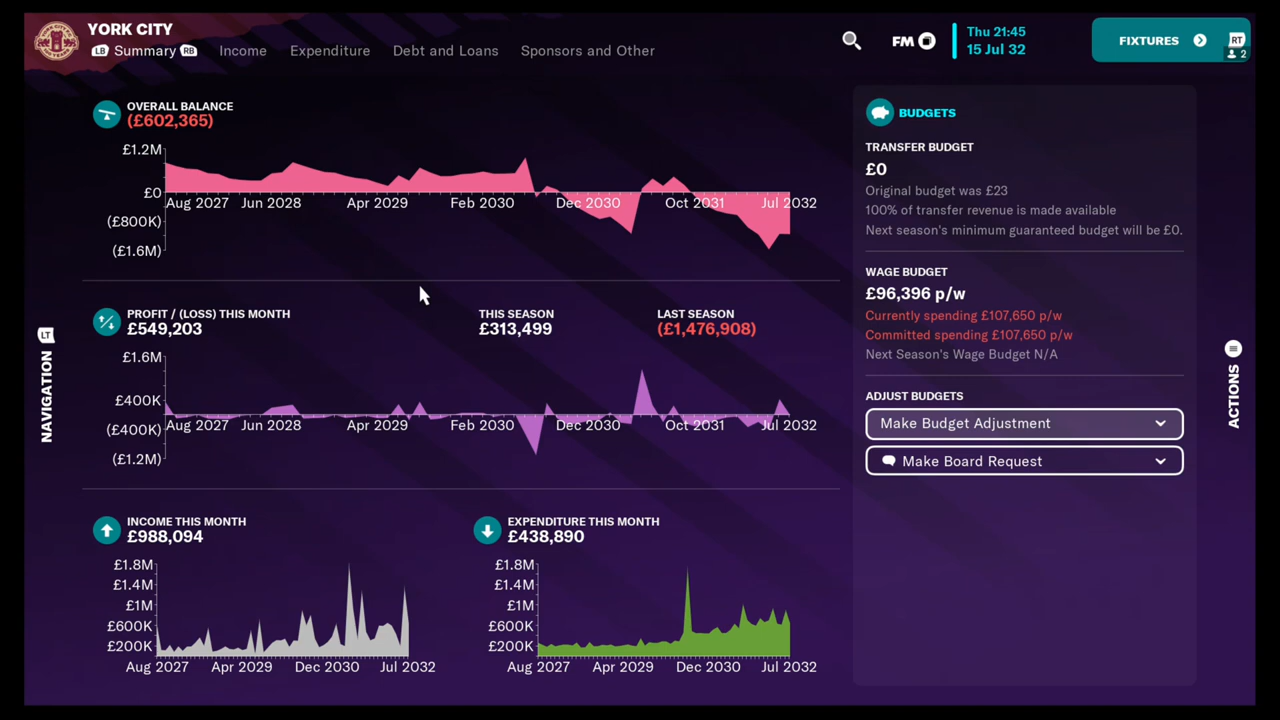 YORK CITY
LB Summary RB Income Expenditure Debt and Loans Sponsors and Other
FM
Thu 21:45
15 Jul 32
FIXTURES
RT
2
OVERALL BALANCE
(£602,365)
£1.2M
£0
(£800K)
(£1.6M)
Aug 2027 Jun 2028 Apr 2029 Feb 2030 Dec 2030 Oct 2031 Jul 2032
PROFIT / (LOSS) THIS MONTH
£549,203
THIS SEASON
£313,499
LAST SEASON
(£1,476,908)
£1.6M
£400K
(£400K)
(£1.2M)
Aug 2027 Jun 2028 Apr 2029 Feb 2030 Dec 2030 Oct 2031 Jul 2032
INCOME THIS MONTH
£988,094
£1.8M
£1.4M
£1M
£600K
£200K
Aug 2027 Apr 2029 Dec 2030 Jul 2032
EXPENDITURE THIS MONTH
£438,890
£1.8M
£1.4M
£1M
£600K
£200K
Aug 2027 Apr 2029 Dec 2030 Jul 2032
BUDGETS
TRANSFER BUDGET
£0
Original budget was £23
100% of transfer revenue is made available
Next season's minimum guaranteed budget will be £0.
WAGE BUDGET
£96,396 p/w
Currently spending £107,650 p/w
Committed spending £107,650 p/w
Next Season's Wage Budget N/A
ADJUST BUDGETS
Make Budget Adjustment
Make Board Request
LT
NAVIGATION
ACTIONS